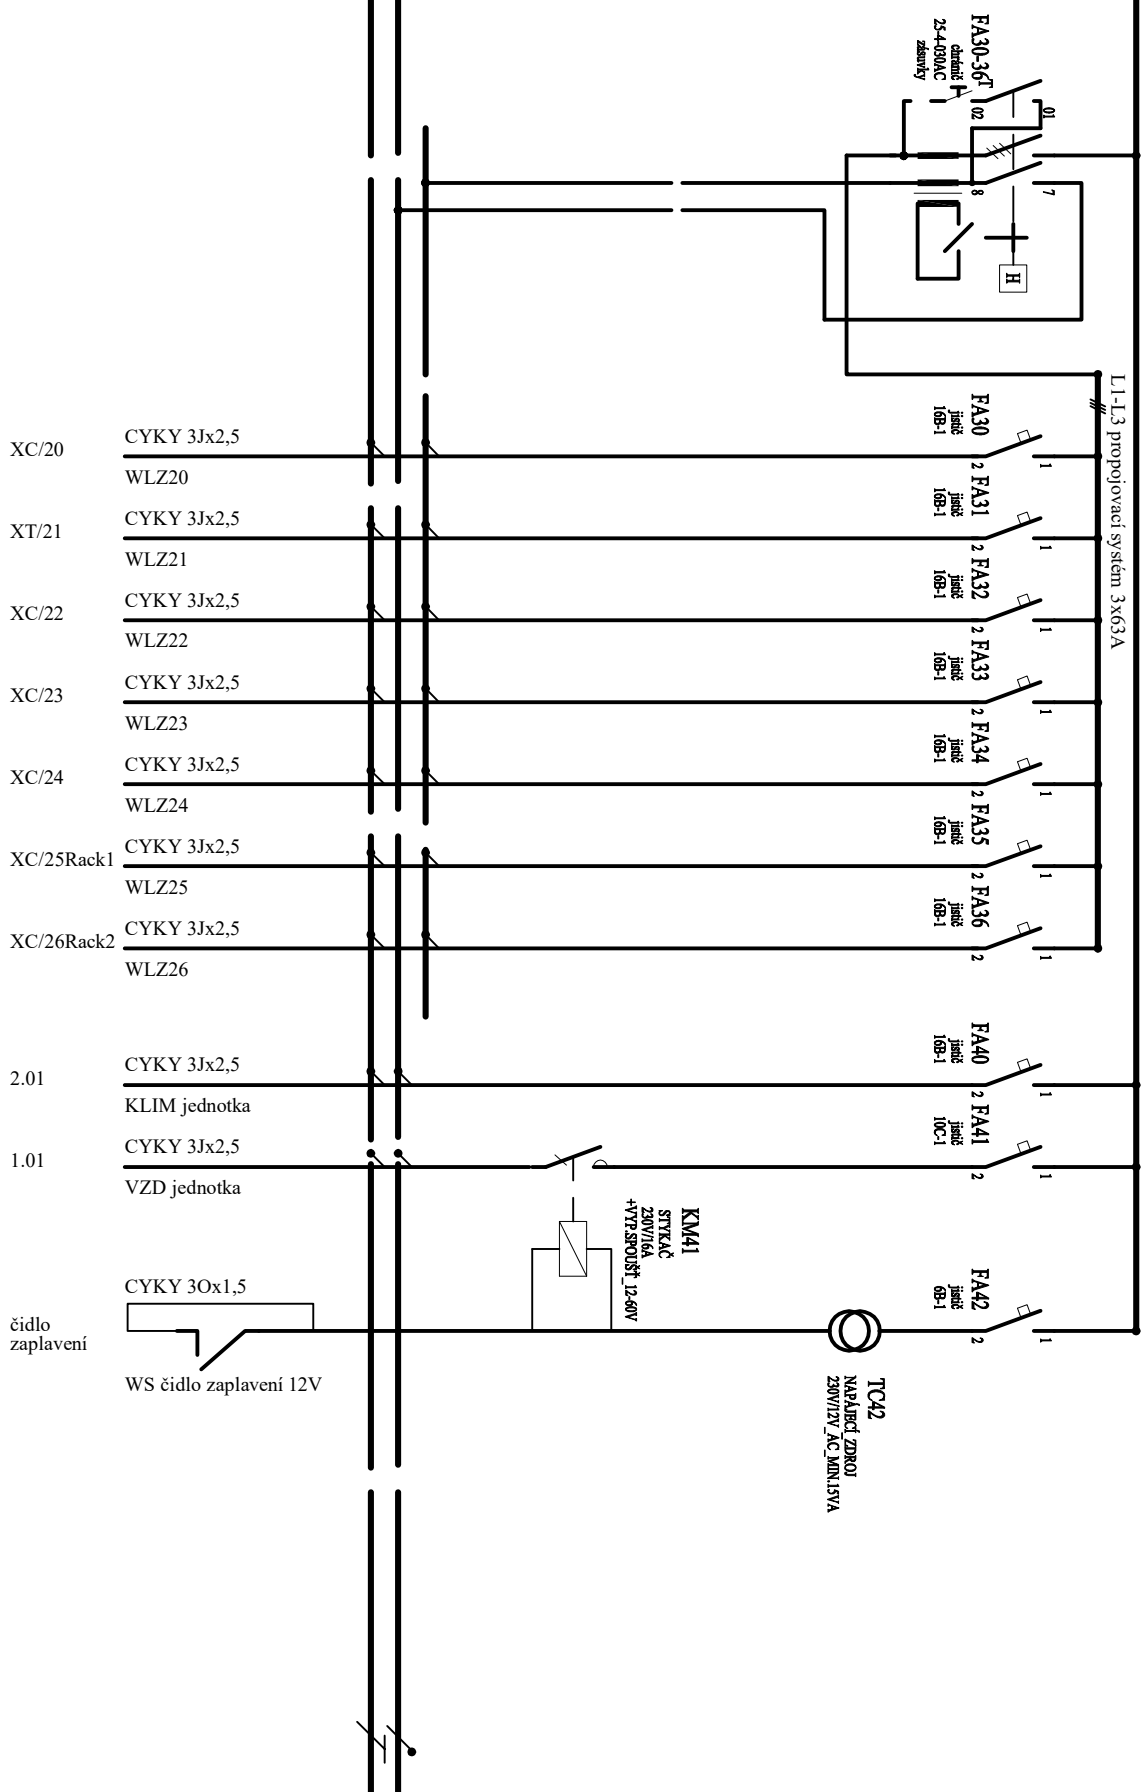 FA30-36
chránič
25-4-030AC
zásuvky
T
01
02
7
8
H
L1-L3 propojovací systém 3x63A
XC/20
CYKY 3Jx2,5
WLZ20
FA30
jistič
16B-1
1
2
XT/21
CYKY 3Jx2,5
WLZ21
FA31
jistič
16B-1
1
2
XC/22
CYKY 3Jx2,5
WLZ22
FA32
jistič
16B-1
1
2
XC/23
CYKY 3Jx2,5
WLZ23
FA33
jistič
16B-1
1
2
XC/24
CYKY 3Jx2,5
WLZ24
FA34
jistič
16B-1
1
2
XC/25Rack1
CYKY 3Jx2,5
WLZ25
FA35
jistič
16B-1
1
2
XC/26Rack2
CYKY 3Jx2,5
WLZ26
FA36
jistič
16B-1
1
2
2.01
CYKY 3Jx2,5
KLIM jednotka
FA40
jistič
16B-1
1
2
1.01
CYKY 3Jx2,5
VZD jednotka
FA41
jistič
10C-1
1
2
KM41
STYKAČ
230V/16A
+VYP.SPOUŠŤ_12-60V
čidlo
zaplavení
CYKY 3Ox1,5
WS čidlo zaplavení 12V
FA42
jistič
6B-1
1
2
TC42
NAPÁJECÍ_ZDROJ
230V/12V_AC_MIN.15VA